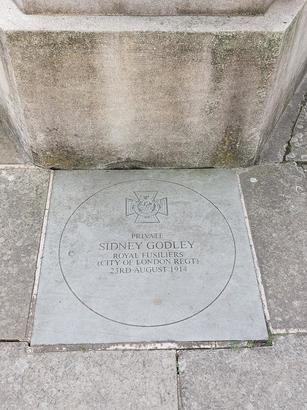 PRIVATE
SIDNEY GODLEY
ROYAL FUSILIERS
(CITY OF LONDON REGT)
23RD AUGUST 1914